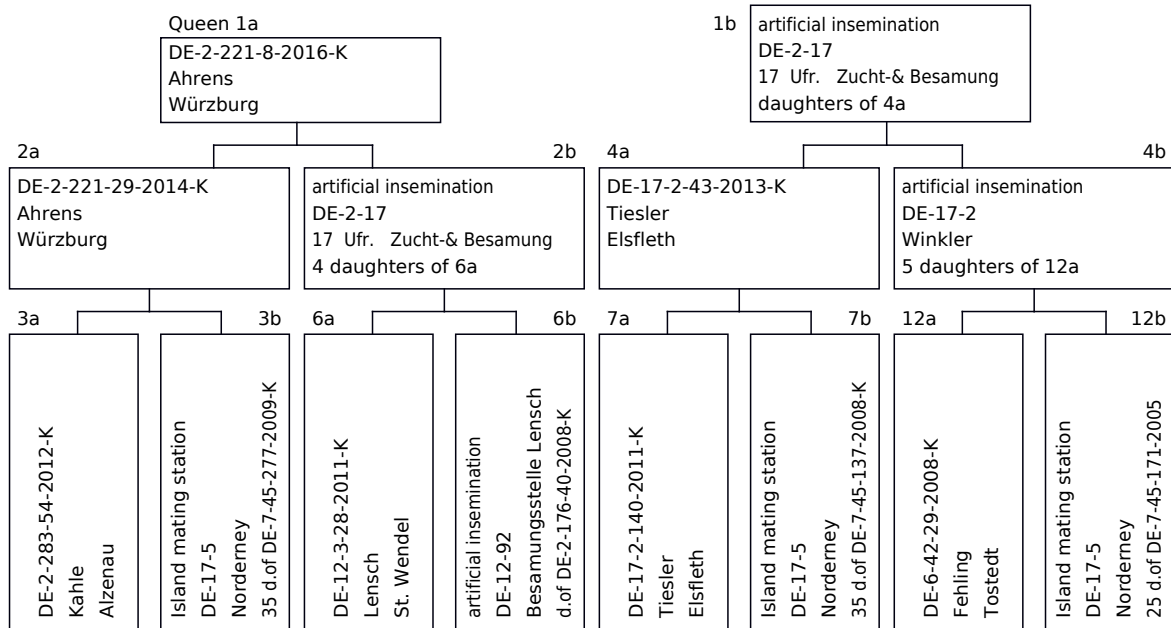 Queen 1a
DE-2-221-8-2016-K
Ahrens
Würzburg
1b
artificial insemination
DE-2-17
17 Ufr. Zucht-& Besamung
daughters of 4a
2a
DE-2-221-29-2014-K
Ahrens
Würzburg
2b
artificial insemination
DE-2-17
17 Ufr. Zucht-& Besamung
4 daughters of 6a
4a
DE-17-2-43-2013-K
Tiesler
Elsfleth
4b
artificial insemination
DE-17-2
Winkler
5 daughters of 12a
3a
DE-2-283-54-2012-K
Kahle
Alzenau
3b
Island mating station
DE-17-5
Norderney
35 d.of DE-7-45-277-2009-K
6a
DE-12-3-28-2011-K
Lensch
St. Wendel
6b
artificial insemination
DE-12-92
Besamungsstelle Lensch
d.of DE-2-176-40-2008-K
7a
DE-17-2-140-2011-K
Tiesler
Elsfleth
7b
Island mating station
DE-17-5
Norderney
35 d.of DE-7-45-137-2008-K
12a
DE-6-42-29-2008-K
Fehling
Tostedt
12b
Island mating station
DE-17-5
Norderney
25 d.of DE-7-45-171-2005